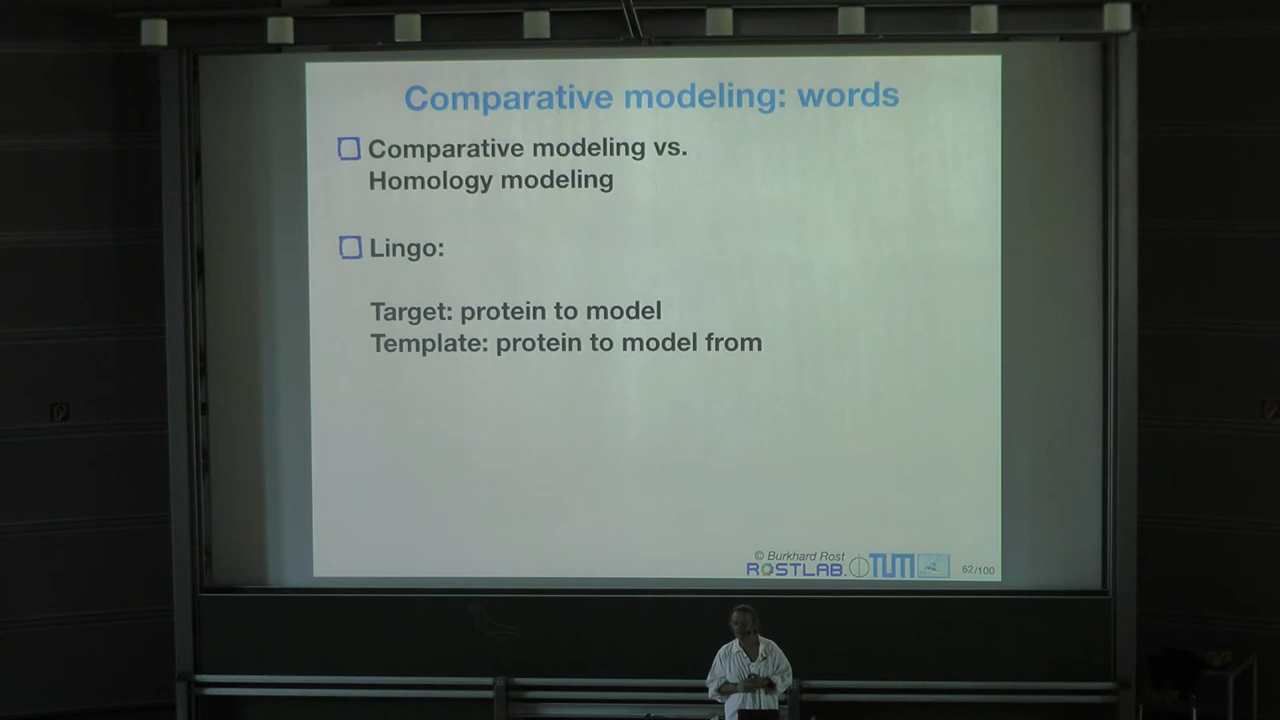 Comparative modeling: words
Comparative modeling vs.
Homology modeling
Lingo:
Target: protein to model
Template: protein to model from
© Burkhard Rost
ROSTLAB. TUM
62/100